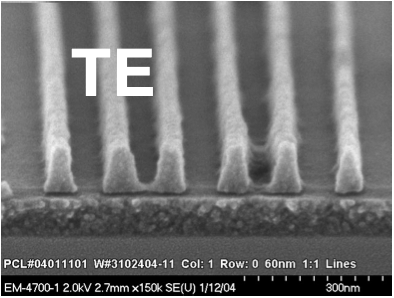 TE
PCL#04011101 W#3102404-11 Col: 1 Row: 0 60nm 1:1 Lines
EM-4700-1 2.0kV 2.7mm x150k SE(U) 1/12/04 300nm